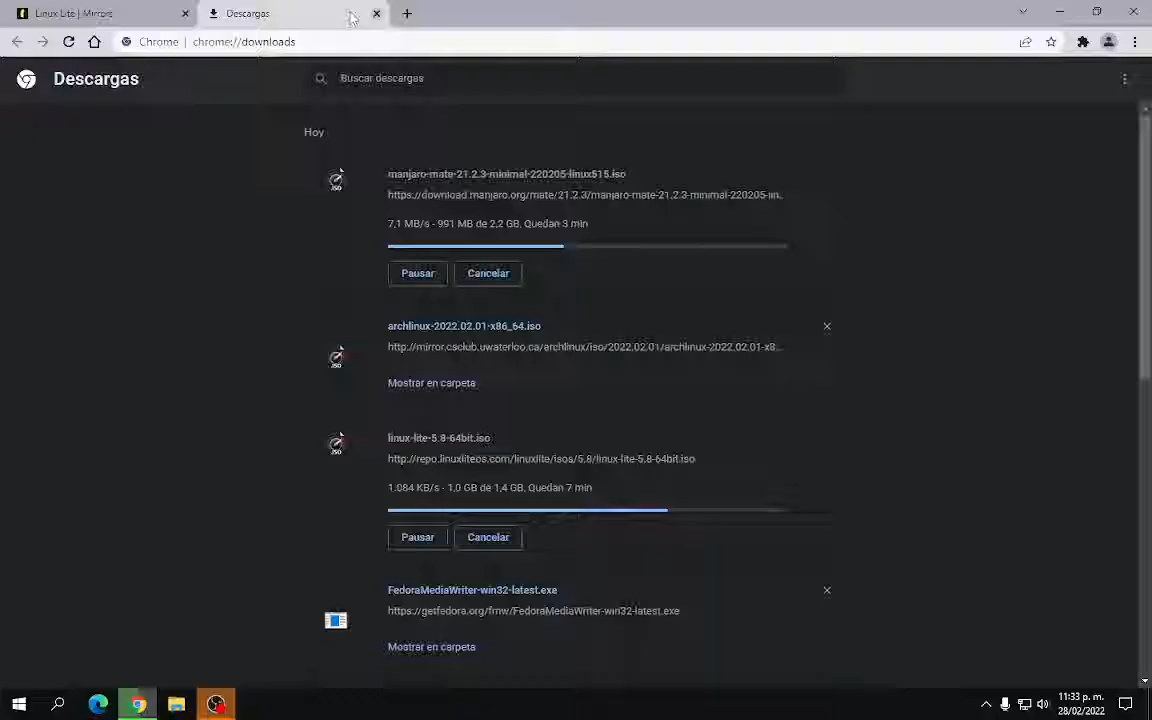 Linux Lite | Mirrors
Descargas
Chrome | chrome://downloads
Descargas
Buscar descargas
Hoy
manjaro-mate-21.2.3-minimal-220205-linux515.iso
https://download.manjaro.org/mate/21.2.3/manjaro-mate-21.2.3-minimal-220205-lin...
7,1 MB/s - 991 MB de 2,2 GB, Quedan 3 min
Pausar
Cancelar
archlinux-2022.02.01-x86_64.iso
http://mirror.csclub.uwaterloo.ca/archlinux/iso/2022.02.01/archlinux-2022.02.01-x8...
Mostrar en carpeta
ISO
ISO
linux-lite-5.8-64bit.iso
http://repo.linuxliteos.com/linuxlite/isos/5.8/linux-lite-5.8-64bit.iso
ISO
1.084 KB/s - 1,0 GB de 1,4 GB, Quedan 7 min
Pausar
Cancelar
FedoraMediaWriter-win32-latest.exe
https://getfedora.org/fmw/FedoraMediaWriter-win32-latest.exe
Mostrar en carpeta
11:33 p. m.
28/02/2022